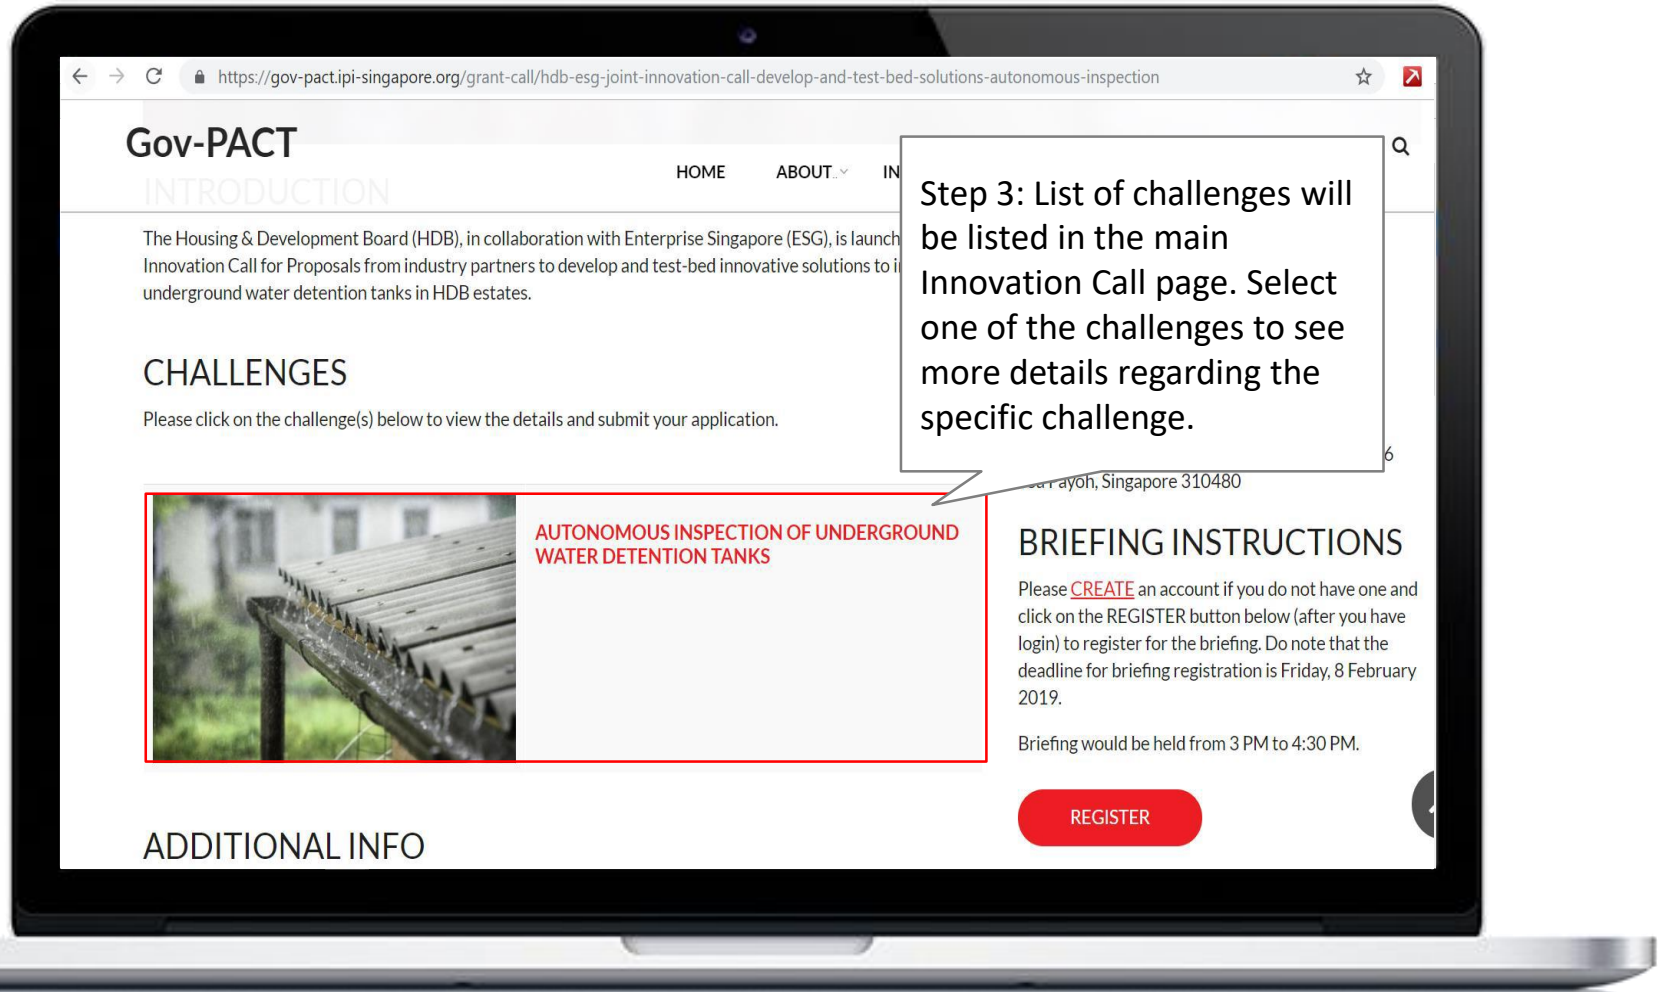 https://gov-pact.ipi-singapore.org/grant-call/hdb-esg-joint-innovation-call-develop-and-test-bed-solutions-autonomous-inspection
Gov-PACT
HOME ABOUT
INTRODUCTION
The Housing & Development Board (HDB), in collaboration with Enterprise Singapore (ESG), is
Innovation Call for Proposals from industry partners to develop and test-bed innovative solutions to
underground water detention tanks in HDB estates.
Step 3: List of challenges will
be listed in the main
Innovation Call page. Select
one of the challenges to see
more details regarding the
specific challenge.
CHALLENGES
Please click on the challenge(s) below to view the details and submit your application.
AUTONOMOUS INSPECTION OF UNDERGROUND
WATER DETENTION TANKS
6
Payoh, Singapore 310480
BRIEFING INSTRUCTIONS
Please CREATE an account if you do not have one and
click on the REGISTER button below (after you have
login) to register for the briefing. Do note that the
deadline for briefing registration is Friday, 8 February
2019.
Briefing would be held from 3 PM to 4:30 PM.
REGISTER
ADDITIONAL INFO